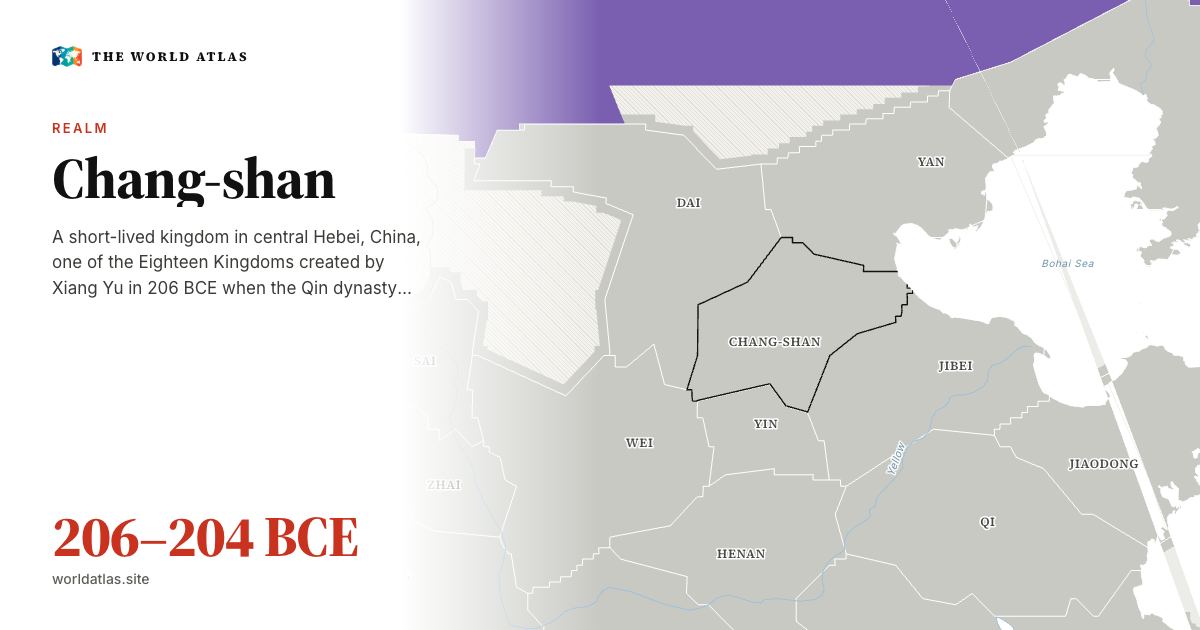 THE WORLD ATLAS
REALM
Chang-shan
A short-lived kingdom in central Hebei, China,
one of the Eighteen Kingdoms created by
Xiang Yu in 206 BCE when the Qin dynasty...
206–204 BCE
worldatlas.site
YAN
DAI
Bohai Sea
CHANG-SHAN
SAI
JIBEI
YIN
WEI
Yellow
JIAODONG
ZHAI
QI
HENAN